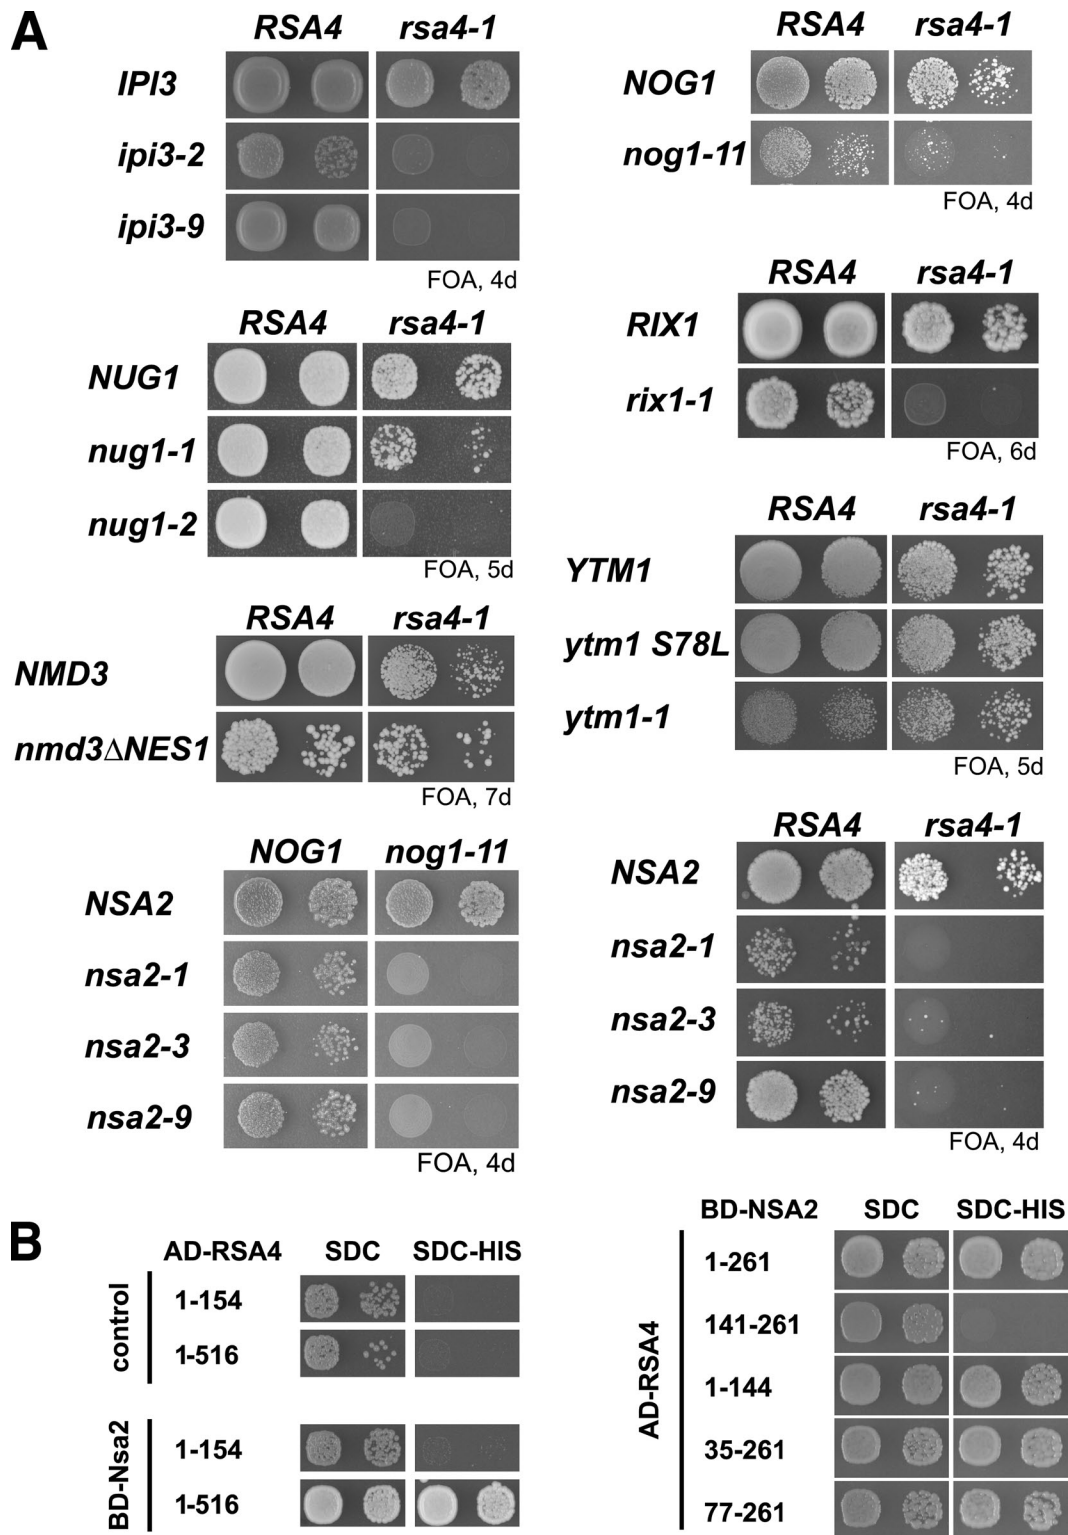 A
RSA4 rsa4-1
IPI3
ipi3-2
ipi3-9
FOA, 4d
RSA4 rsa4-1
NUG1
nug1-1
nug1-2
FOA, 5d
RSA4 rsa4-1
NMD3
nmd3ΔNES1
FOA, 7d
NOG1 nog1-11
NSA2
nsa2-1
nsa2-3
nsa2-9
FOA, 4d
RSA4 rsa4-1
NOG1
nog1-11
FOA, 4d
RSA4 rsa4-1
RIX1
rix1-1
FOA, 6d
RSA4 rsa4-1
YTM1
ytm1 S78L
ytm1-1
FOA, 5d
RSA4 rsa4-1
NSA2
nsa2-1
nsa2-3
nsa2-9
FOA, 4d
B
AD-RSA4 SDC SDC-HIS
control
1-154
1-516
BD-Nsa2
1-154
1-516
BD-NSA2 SDC SDC-HIS
AD-RSA4
1-261
141-261
1-144
35-261
77-261